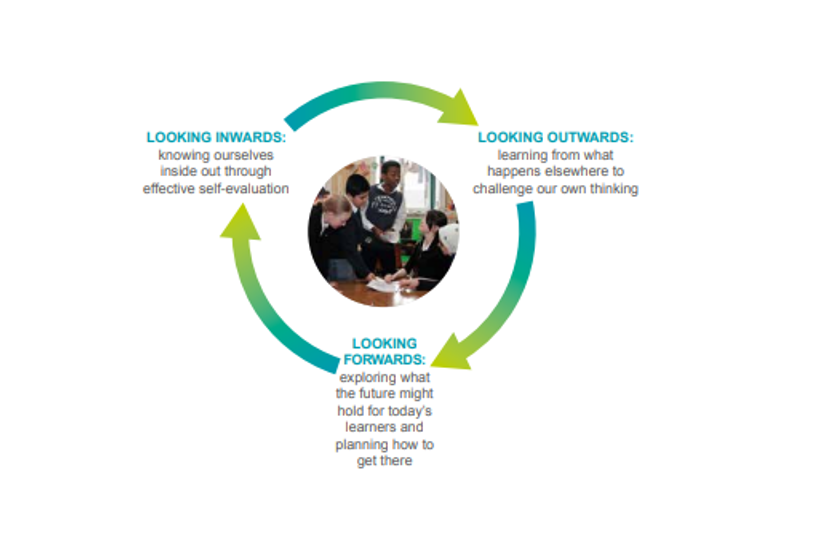 LOOKING INWARDS:
knowing ourselves
inside out through
effective self-evaluation
LOOKING OUTWARDS:
learning from what
happens elsewhere to
challenge our own thinking
LOOKING
FORWARDS:
exploring what
the future might
hold for today's
learners and
planning how to
get there